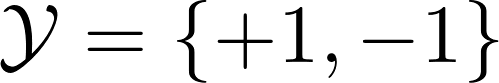 𝒴 = {+1, −1}